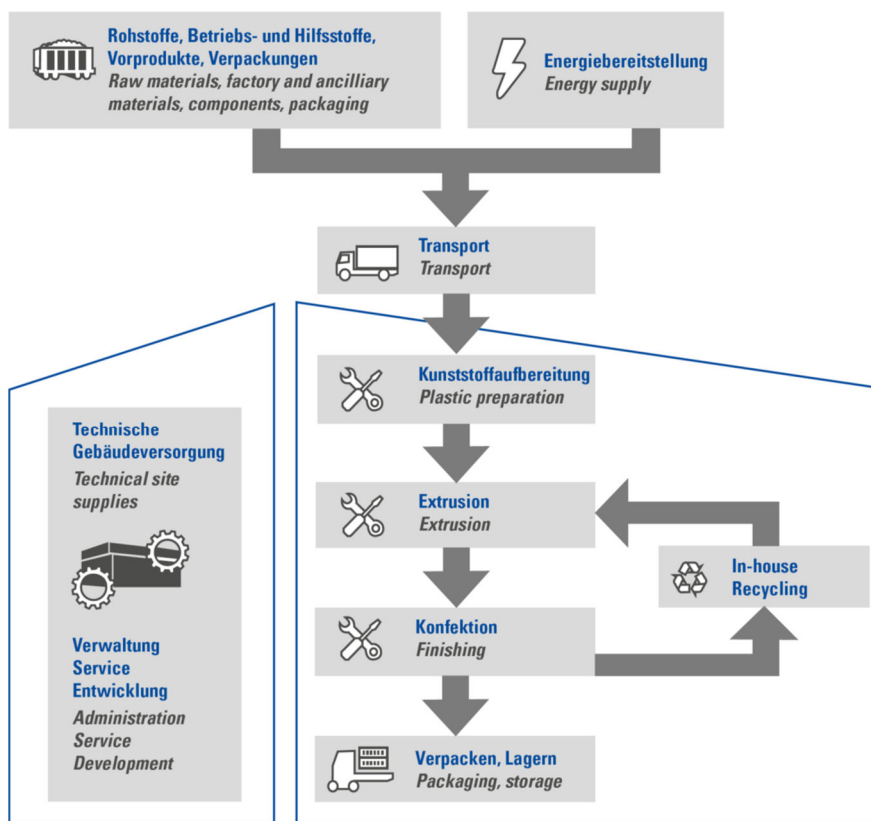 Rohstoffe, Betriebs- und Hilfsstoffe,
Vorprodukte, Verpackungen
Raw materials, factory and ancilliary
materials, components, packaging
Energiebereitstellung
Energy supply
Transport
Transport
Kunststoffaufbereitung
Plastic preparation
Technische
Gebäudeversorgung
Technical site
supplies
Extrusion
Extrusion
In-house
Recycling
Konfektion
Finishing
Verwaltung
Service
Entwicklung
Administration
Service
Development
Verpacken, Lagern
Packaging, storage